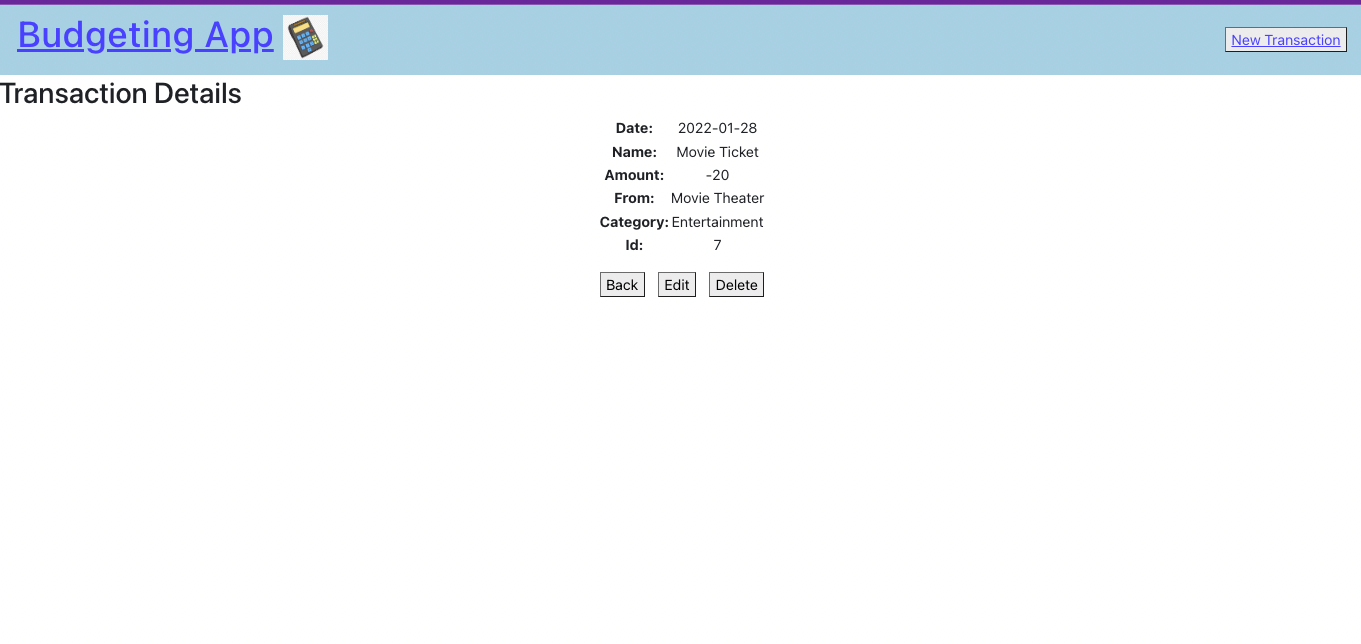 Budgeting App
New Transaction
Transaction Details
Date: 2022-01-28
Name: Movie Ticket
Amount: -20
From: Movie Theater
Category: Entertainment
Id: 7
Back Edit Delete